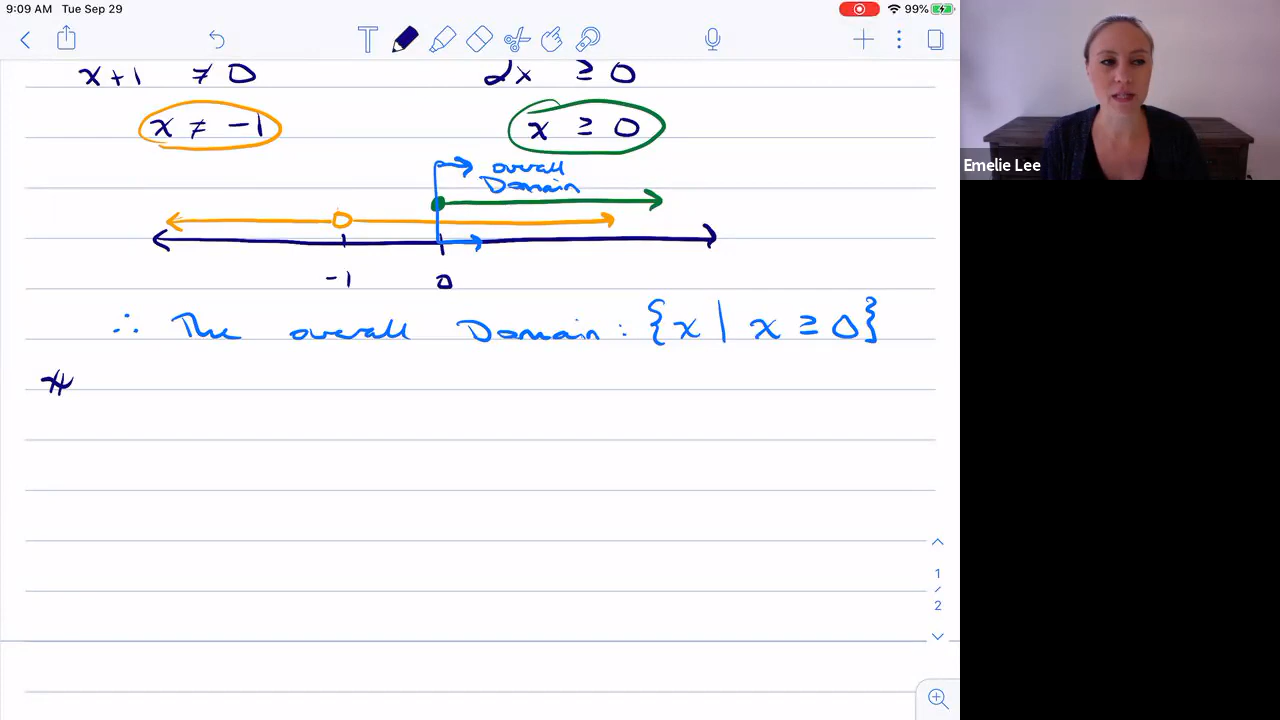 9:09 AM Tue Sep 29 99%
T
x+1 ≠ 0 2x ≥ 0
x ≠ -1 x ≥ 0
overall
Domain
-1 0
∴ The overall Domain: {x | x ≥ 0}
*
1
/
2
Emelie Lee